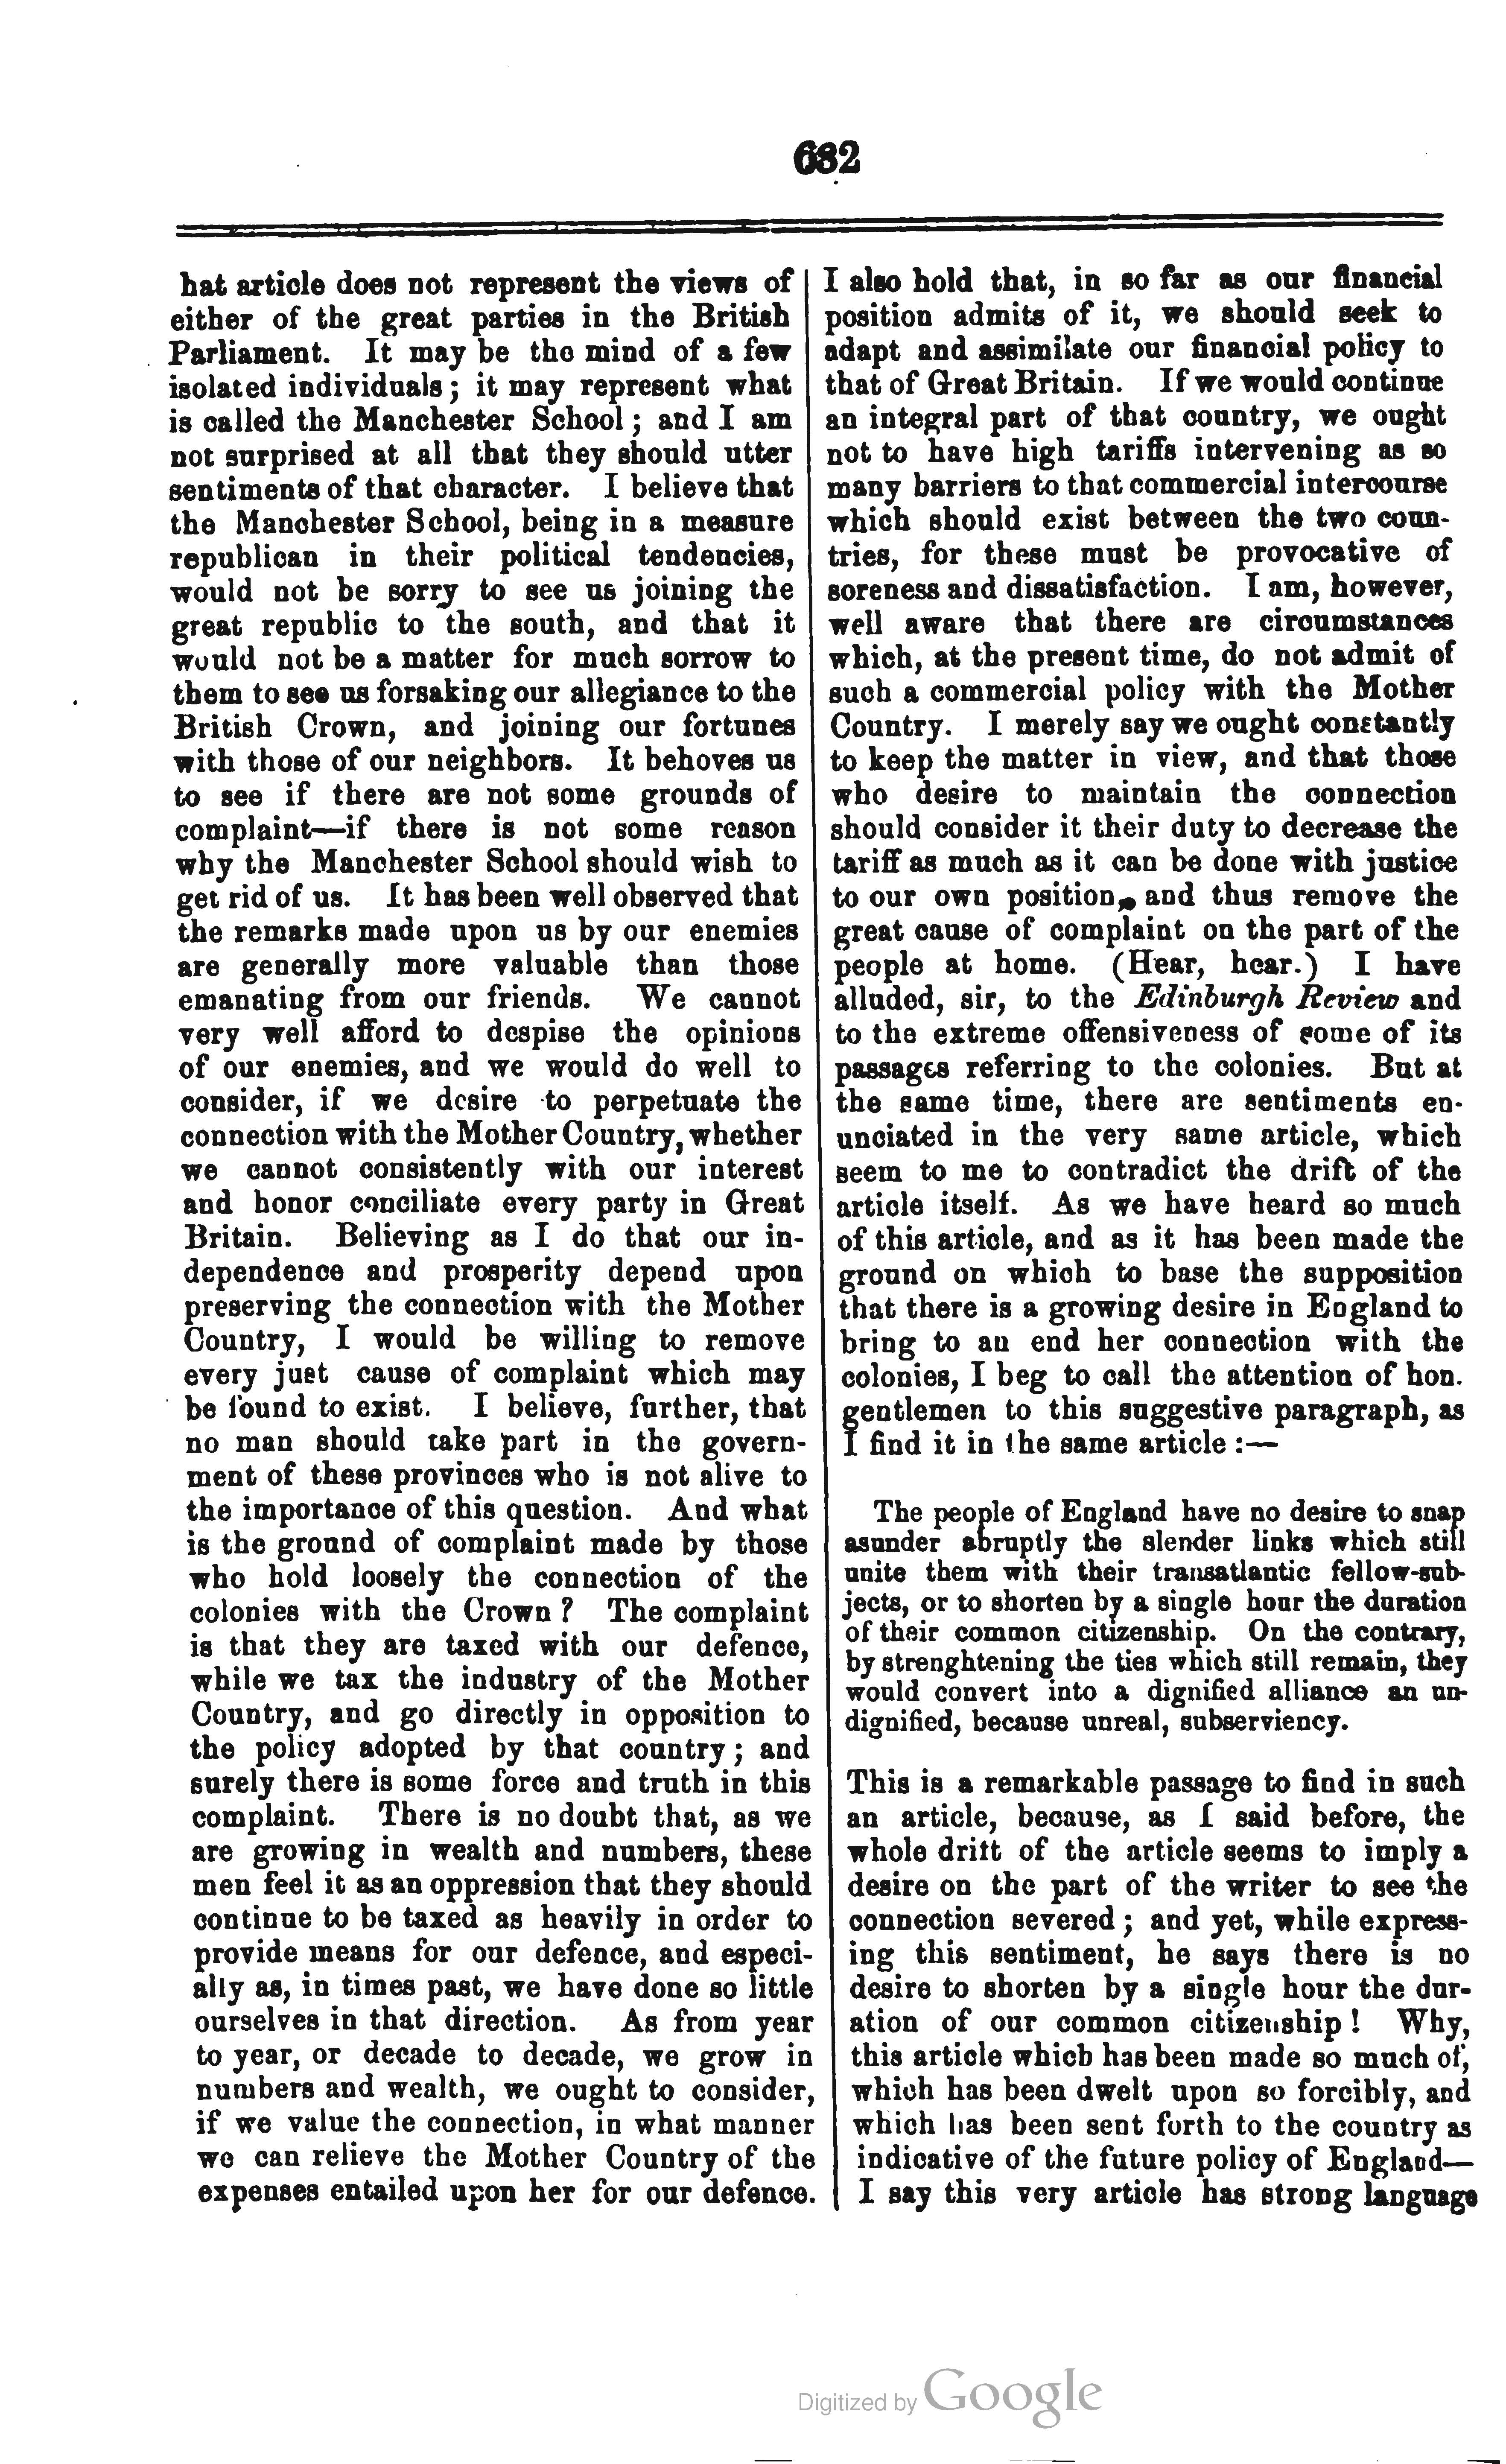 632
hat article does not represent the views of
either of the great parties in the British
Parliament. It may be the mind of a few
isolated individuals; it may represent what
is called the Manchester School; and I am
not surprised at all that they should utter
sentiments of that character. I believe that
the Manchester School, being in a measure
republican in their political tendencies,
would not be sorry to see us joining the
great republic to the south, and that it
would not be a matter for much sorrow to
them to see us forsaking our allegiance to the
British Crown, and joining our fortunes
with those of our neighbors. It behoves us
to see if there are not some grounds of
complaint—if there is not some reason
why the Manchester School should wish to
get rid of us. It has been well observed that
the remarks made upon us by our enemies
are generally more valuable than those
emanating from our friends. We cannot
very well afford to despise the opinions
of our enemies, and we would do well to
consider, if we desire to perpetuate the
connection with the Mother Country, whether
we cannot consistently with our interest
and honor conciliate every party in Great
Britain. Believing as I do that our in-
dependence and prosperity depend upon
preserving the connection with the Mother
Country, I would be willing to remove
every just cause of complaint which may
be found to exist. I believe, further, that
no man should take part in the govern-
ment of these provinces who is not alive to
the importance of this question. And what
is the ground of complaint made by those
who hold loosely the connection of the
colonies with the Crown? The complaint
is that they are taxed with our defence,
while we tax the industry of the Mother
Country, and go directly in opposition to
the policy adopted by that country; and
surely there is some force and truth in this
complaint. There is no doubt that, as we
are growing in wealth and numbers, these
men feel it as an oppression that they should
continue to be taxed as heavily in order to
provide means for our defence, and especi-
ally as, in times past, we have done so little
ourselves in that direction. As from year
to year, or decade to decade, we grow in
numbers and wealth, we ought to consider,
if we value the connection, in what manner
we can relieve the Mother Country of the
expenses entailed upon her for our defence.
I also hold that, in so far as our financial
position admits of it, we should seek to
adapt and assimilate our financial policy to
that of Great Britain. If we would continue
an integral part of that country, we ought
not to have high tariffs intervening as so
many barriers to that commercial intercourse
which should exist between the two coun-
tries, for these must be provocative of
soreness and dissatisfaction. I am, however,
well aware that there are circumstances
which, at the present time, do not admit of
such a commercial policy with the Mother
Country. I merely say we ought constantly
to keep the matter in view, and that those
who desire to maintain the connection
should consider it their duty to decrease the
tariff as much as it can be done with justice
to our own position, and thus remove the
great cause of complaint on the part of the
people at home. (Hear, hear.) I have
alluded, sir, to the Edinburgh Review and
to the extreme offensiveness of some of its
passages referring to the colonies. But at
the same time, there are sentiments en-
unciated in the very same article, which
seem to me to contradict the drift of the
article itself. As we have heard so much
of this article, and as it has been made the
ground on which to base the supposition
that there is a growing desire in England to
bring to an end her connection with the
colonies, I beg to call the attention of hon.
gentlemen to this suggestive paragraph, as
I find it in the same article :—
The people of England have no desire to snap
asunder abruptly the slender links which still
unite them with their transatlantic fellow-sub-
jects, or to shorten by a single hour the duration
of their common citizenship. On the contrary,
by strenghtening the ties which still remain, they
would convert into a dignified alliance an un-
dignified, because unreal, subserviency.
This is a remarkable passage to find in such
an article, because, as I said before, the
whole drift of the article seems to imply a
desire on the part of the writer to see the
connection severed; and yet, while express-
ing this sentiment, he says there is no
desire to shorten by a single hour the dur-
ation of our common citizenship! Why,
this article which has been made so much of,
which has been dwelt upon so forcibly, and
which has been sent forth to the country as
indicative of the future policy of England—
I say this very article has strong language
Digitized by Google